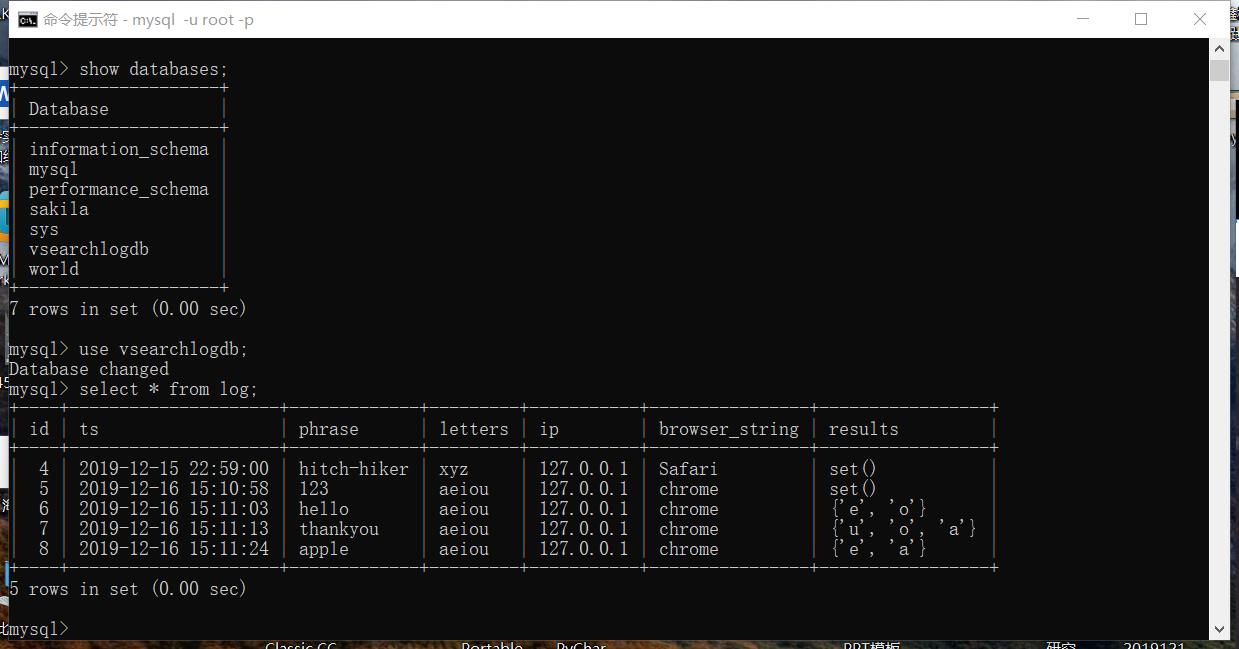 命令提示符 - mysql  -u root -p
mysql> show databases;
+--------------------+
| Database           |
+--------------------+
| information_schema |
| mysql              |
| performance_schema |
| sakila             |
| sys                |
| vsearchlogdb       |
| world              |
+--------------------+
7 rows in set (0.00 sec)
mysql> use vsearchlogdb;
Database changed
mysql> select * from log;
+----+---------------------+-------------+---------+-----------+----------------+-----------------+
| id | ts                  | phrase      | letters | ip        | browser_string | results         |
+----+---------------------+-------------+---------+-----------+----------------+-----------------+
|  4 | 2019-12-15 22:59:00 | hitch-hiker | xyz     | 127.0.0.1 | Safari         | set()           |
|  5 | 2019-12-16 15:10:58 | 123         | aeiou   | 127.0.0.1 | chrome         | set()           |
|  6 | 2019-12-16 15:11:03 | hello       | aeiou   | 127.0.0.1 | chrome         | {'e', 'o'}      |
|  7 | 2019-12-16 15:11:13 | thankyou    | aeiou   | 127.0.0.1 | chrome         | {'u', 'o', 'a'} |
|  8 | 2019-12-16 15:11:24 | apple       | aeiou   | 127.0.0.1 | chrome         | {'e', 'a'}      |
+----+---------------------+-------------+---------+-----------+----------------+-----------------+
5 rows in set (0.00 sec)
mysql>
Classic CC Portable PyChar PPT模板 研究 2019121